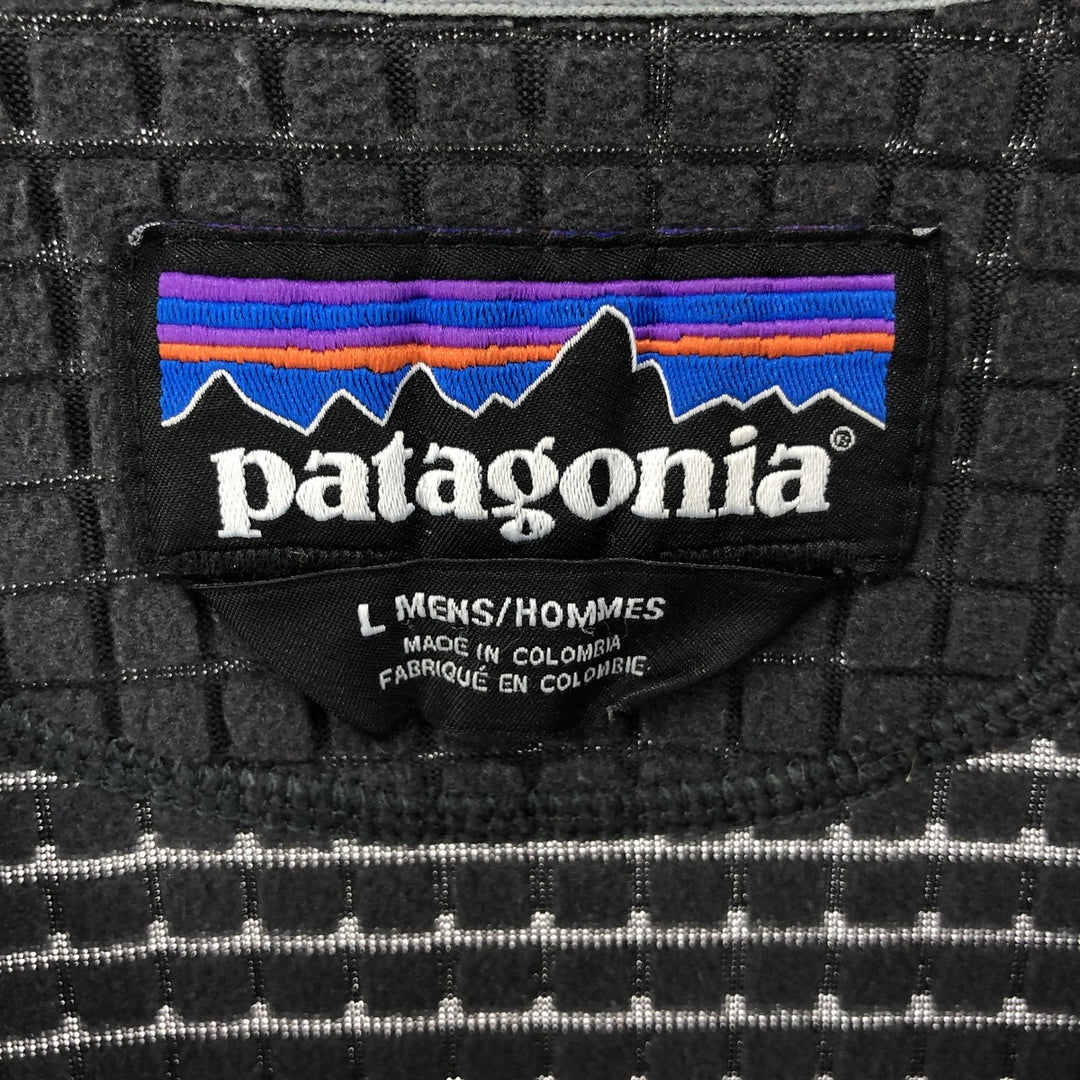 patagonia®
L MENS/HOMMES
MADE IN COLOMBIA
FABRIQUÉ EN COLOMBIE